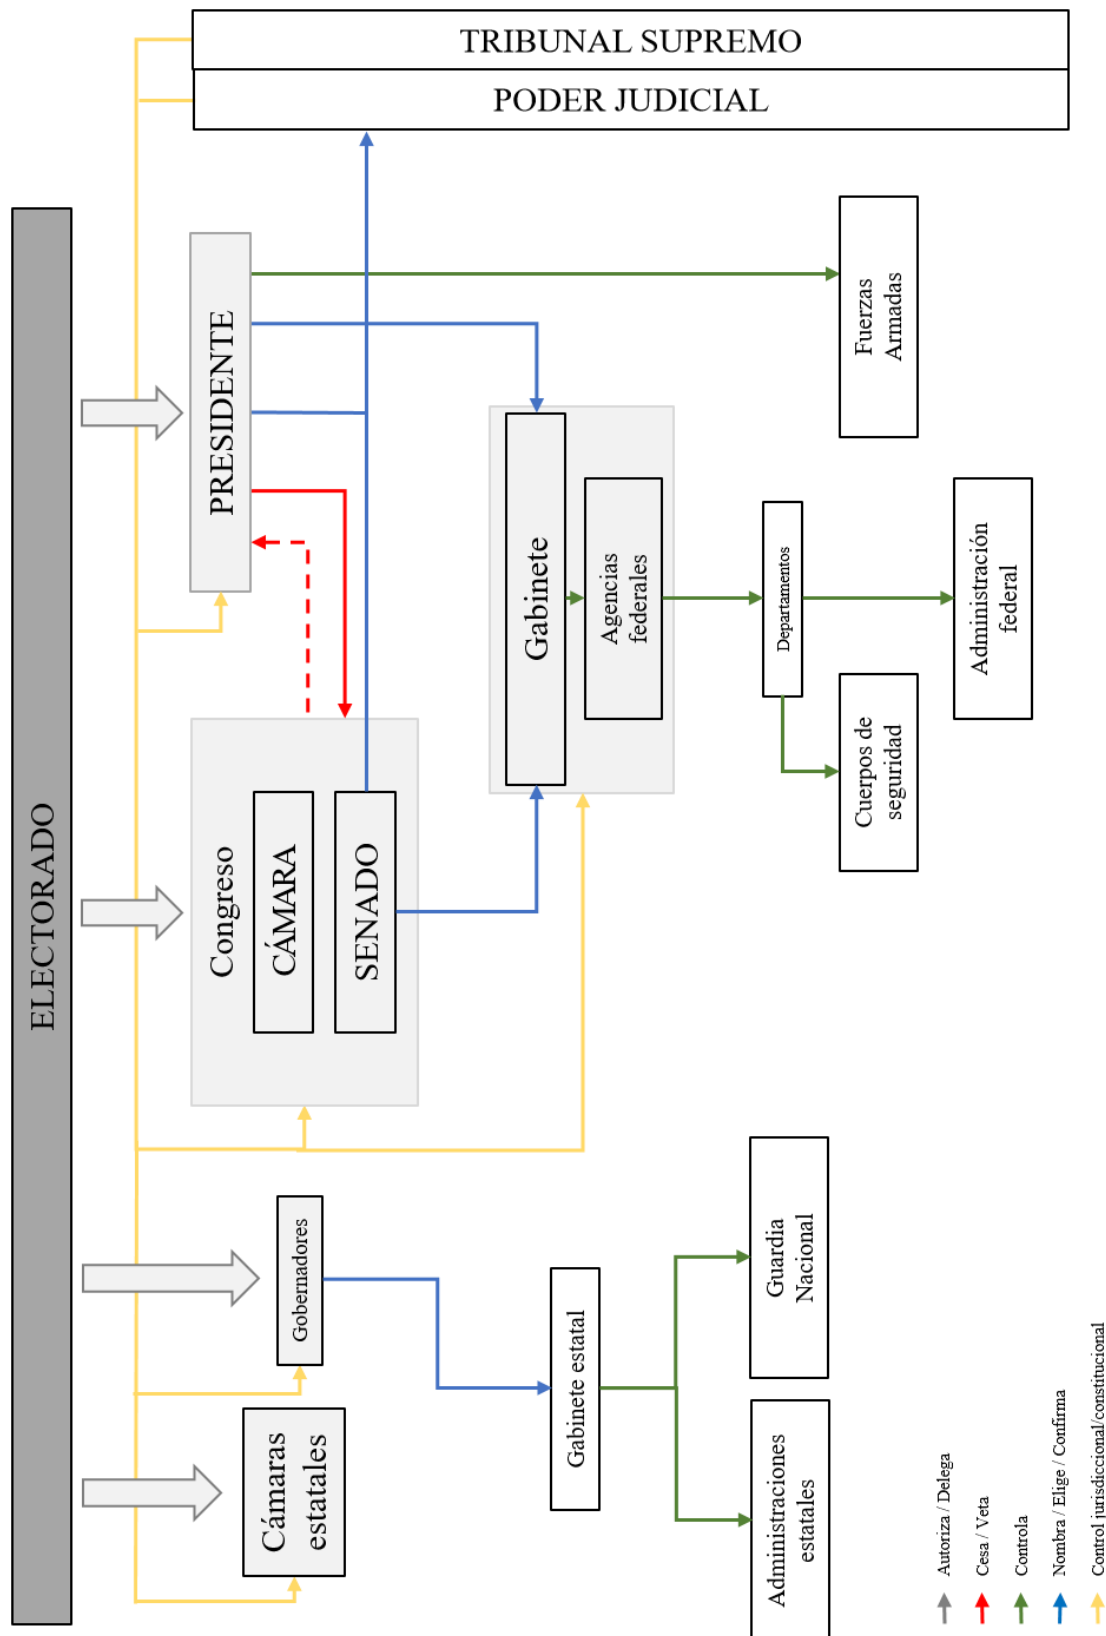 ELECTORADO
TRIBUNAL SUPREMO
PODER JUDICIAL
PRESIDENTE
Congreso
CÁMARA
SENADO
Gobernadores
Cámaras
estatales
Gabinete
Agencias
federales
Departamentos
Fuerzas
Armadas
Cuerpos de
seguridad
Administración
federal
Gabinete estatal
Guardia
Nacional
Administraciones
estatales
Autoriza / Delega
Cesa / Veta
Controla
Nombra / Elige / Confirma
Control jurisdiccional/constitucional